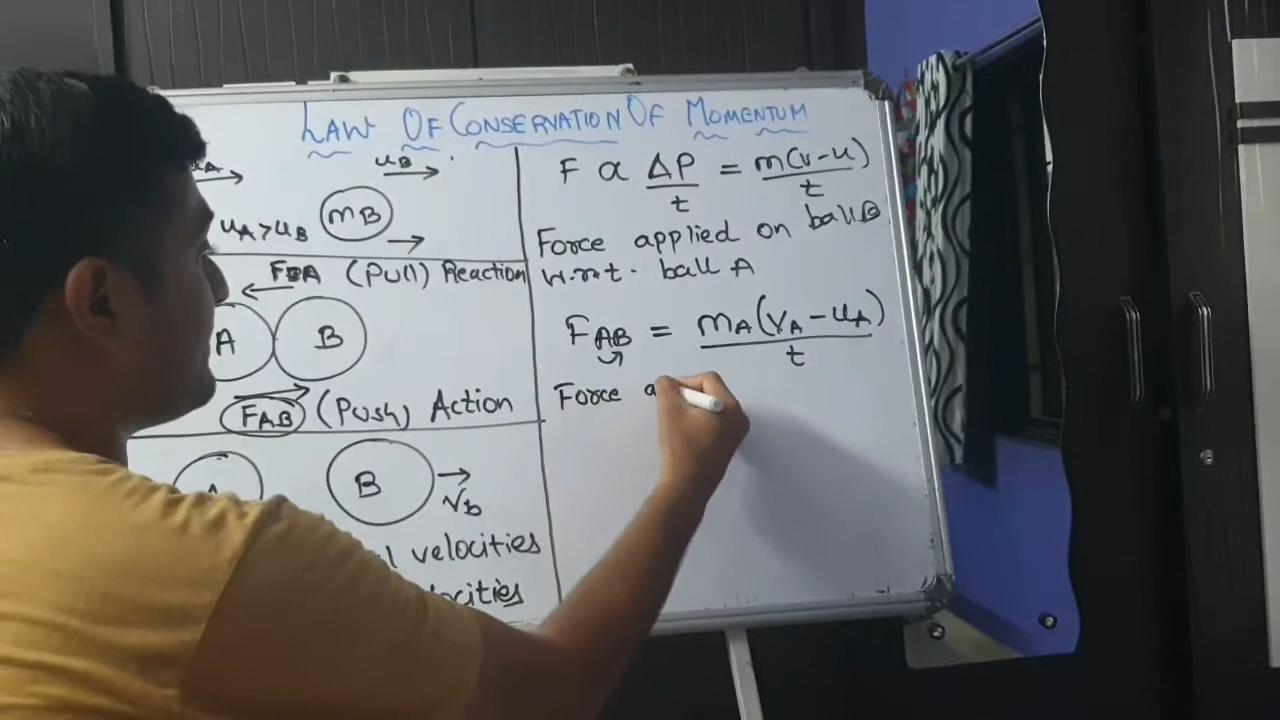 LAW OF CONSERVATION OF MOMENTUM
uB
uA > uB
mB
FBA (Pull) Reaction
A
B
FAB (Push) Action
B
Vb
velocities
F ∝ ΔP/t = m(v-u)/t
Force applied on ball B
w.r.t. ball A
FAB = mA(VA - uA)/t
Force a